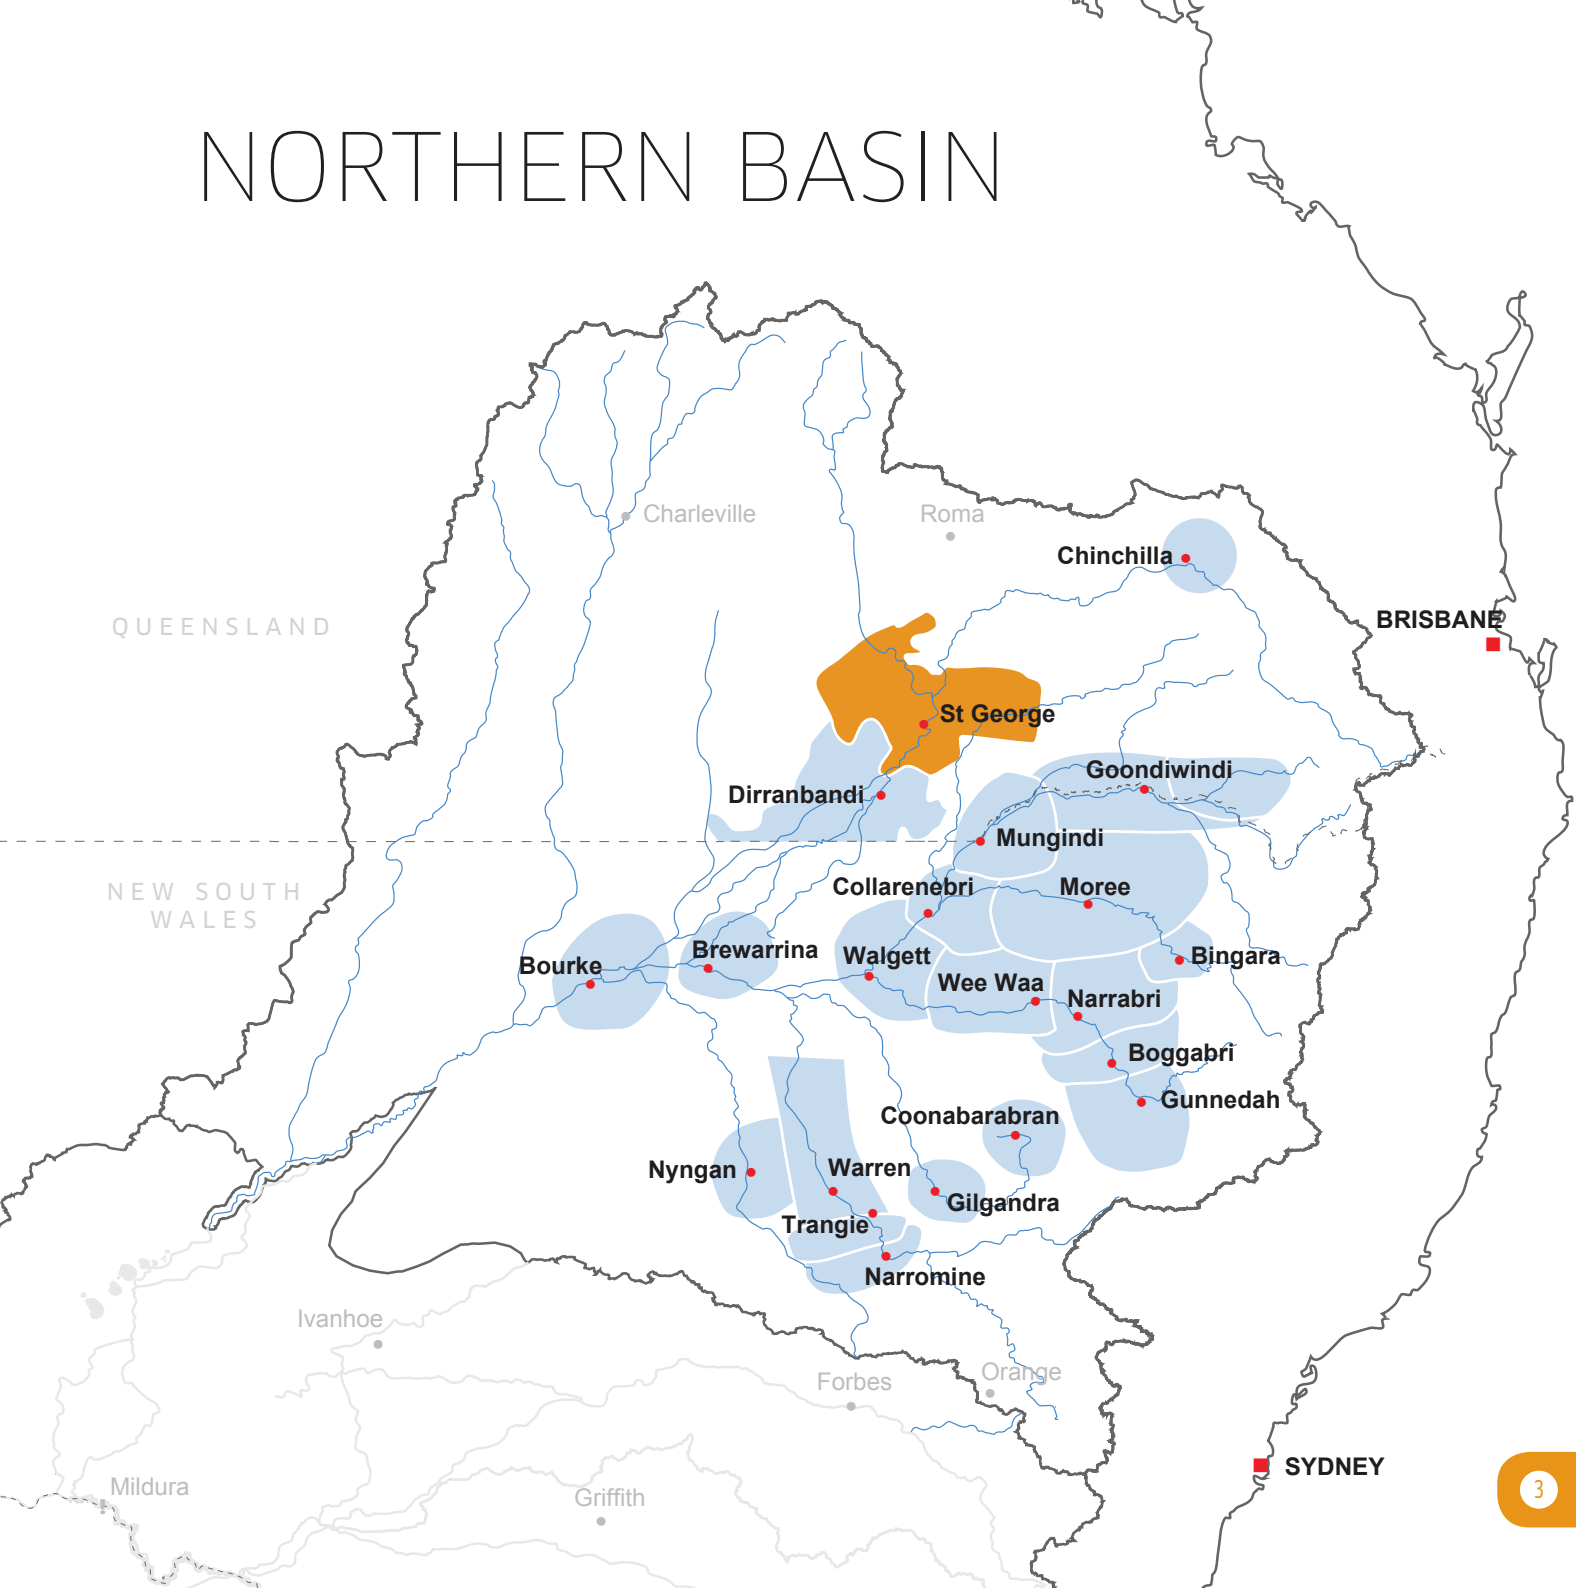 NORTHERN BASIN
Charleville
Roma
Chinchilla
QUEENSLAND
BRISBANE
St George
Goondiwindi
Dirranbandi
Mungindi
NEW SOUTH
WALES
Collarenebri
Moree
Brewarrina
Walgett
Bingara
Bourke
Wee Waa
Narrabri
Boggabri
Gunnedah
Coonabarabran
Nyngan
Warren
Gilgandra
Trangie
Narromine
Ivanhoe
Forbes
Orange
SYDNEY
Mildura
Griffith
3